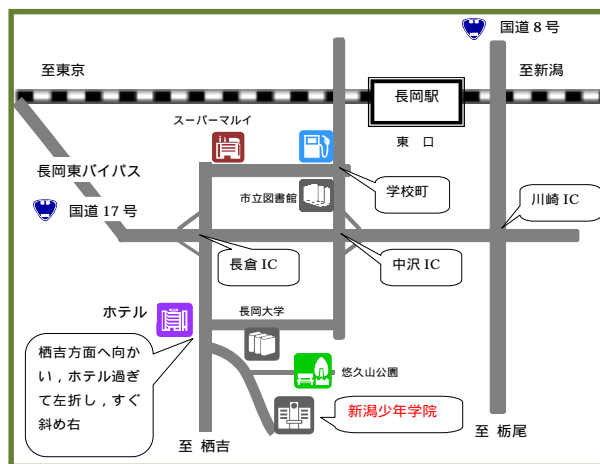 国道 8 号
至東京
長岡駅
至新潟
スーパーマルイ
東 口
長岡東バイパス
学校町
市立図書館
川崎 IC
国道 17 号
長倉 IC
中沢 IC
ホテル
長岡大学
栖吉方面へ向か
い，ホテル過ぎ
て左折し，すぐ
斜め右
悠久山公園
新潟少年学院
至 栖吉
至 栃尾